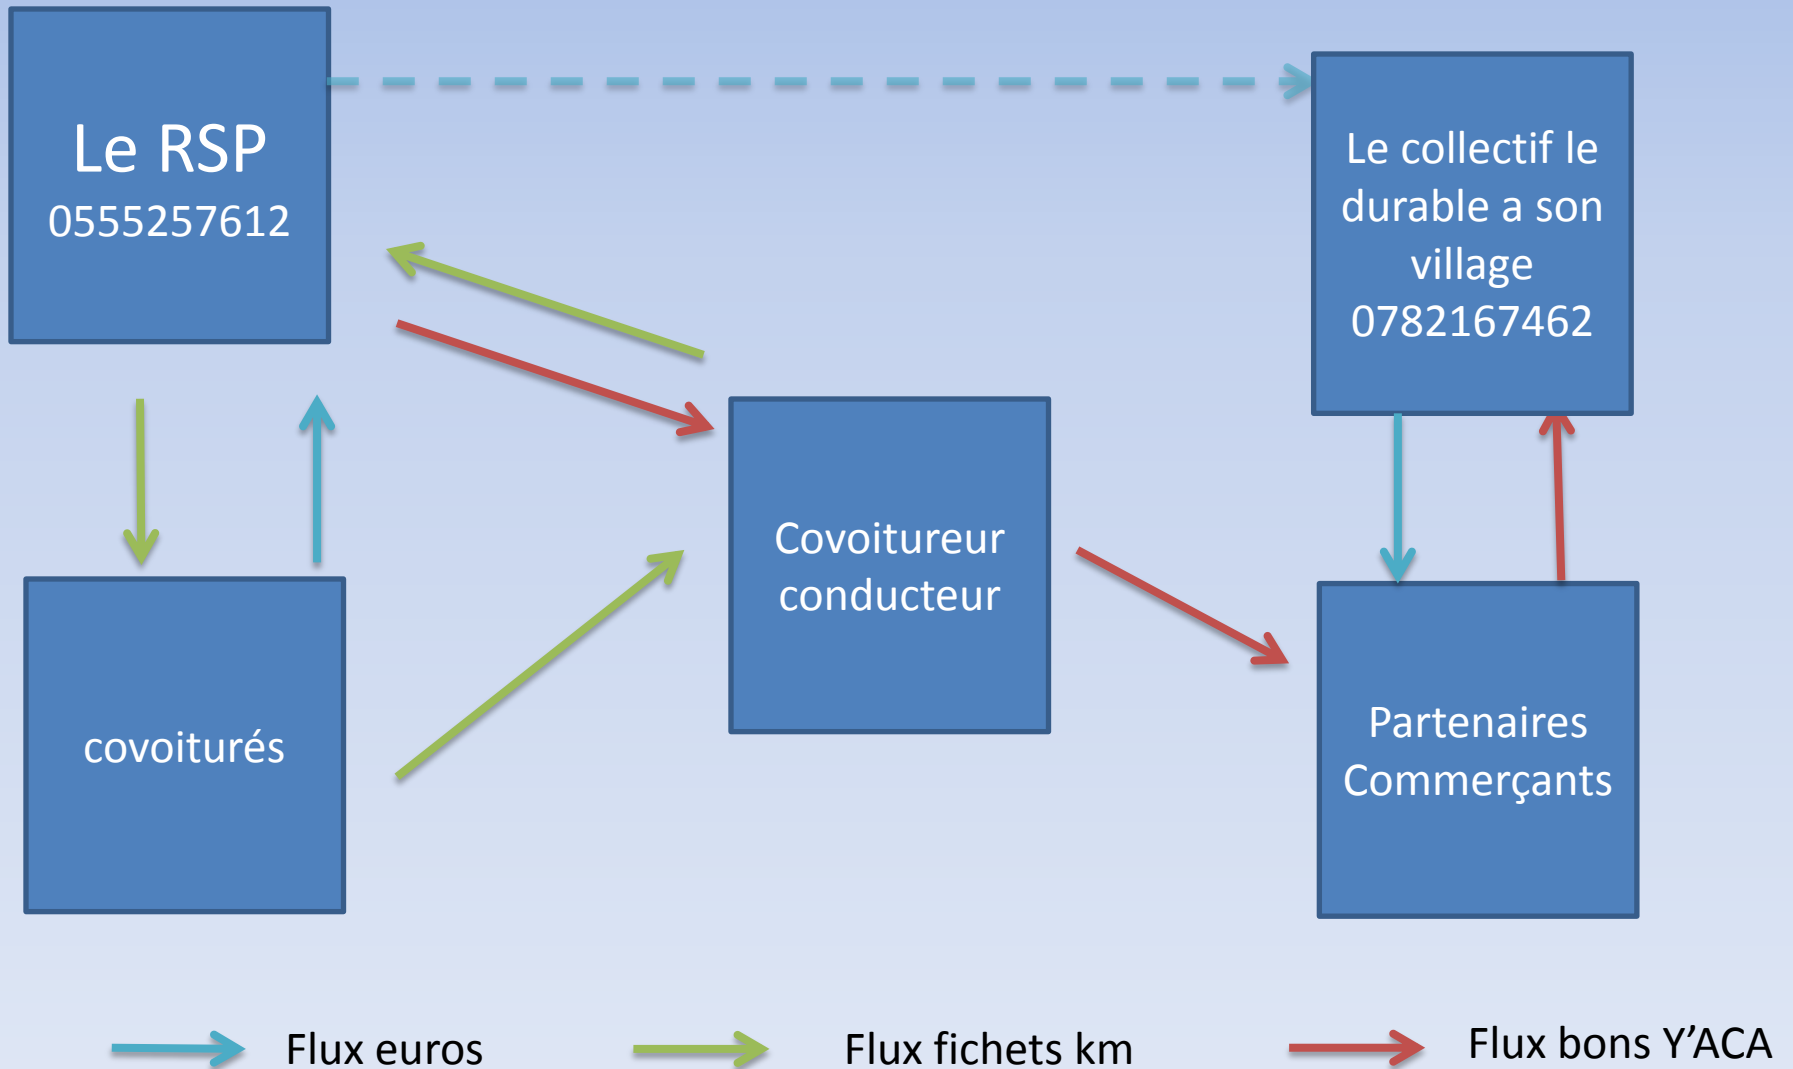 Le RSP
0555257612
Le collectif le
durable a son
village
0782167462
Covoitureur
conducteur
covoiturés
Partenaires
Commerçants
Flux euros
Flux fichets km
Flux bons Y’ACA